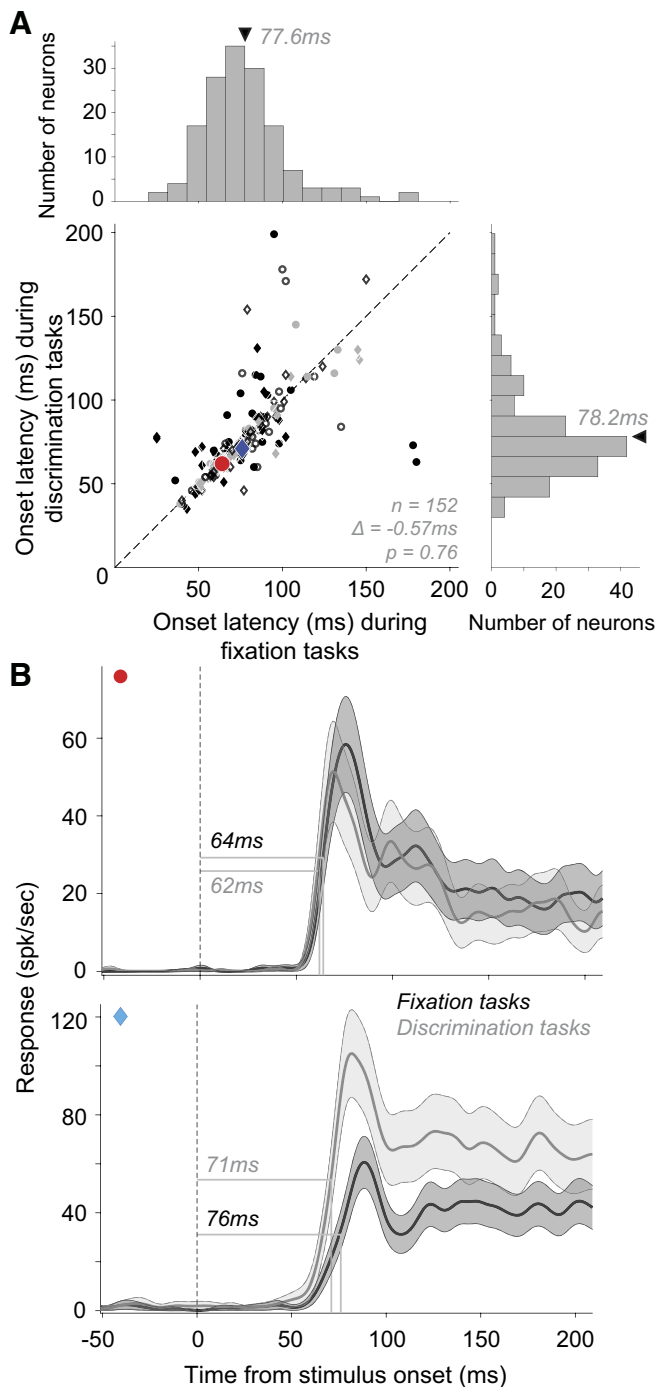 A
77.6ms
Number of neurons
30
20
10
0
Onset latency (ms) during
discrimination tasks
200
150
100
50
0
n = 152
Δ = -0.57ms
p = 0.76
50
100
150
200
Onset latency (ms) during
fixation tasks
78.2ms
0
20
40
Number of neurons
B
Response (spk/sec)
60
40
20
0
64ms
62ms
Fixation tasks
Discrimination tasks
120
80
40
0
71ms
76ms
-50
0
50
100
150
200
Time from stimulus onset (ms)